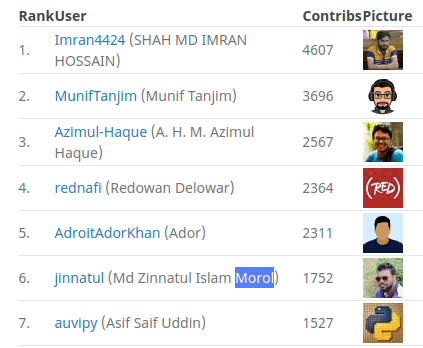 Rank User Contribs Picture
1. Imran4424 (SHAH MD IMRAN HOSSAIN) 4607
2. MunifTanjim (Munif Tanjim) 3696
3. Azimul-Haque (A. H. M. Azimul Haque) 2567
4. rednafi (Redowan Delowar) 2364
(RED)
5. AdroitAdorKhan (Ador) 2311
6. jinnatul (Md Zinnatul Islam Morol) 1752
7. auvipy (Asif Saif Uddin) 1527